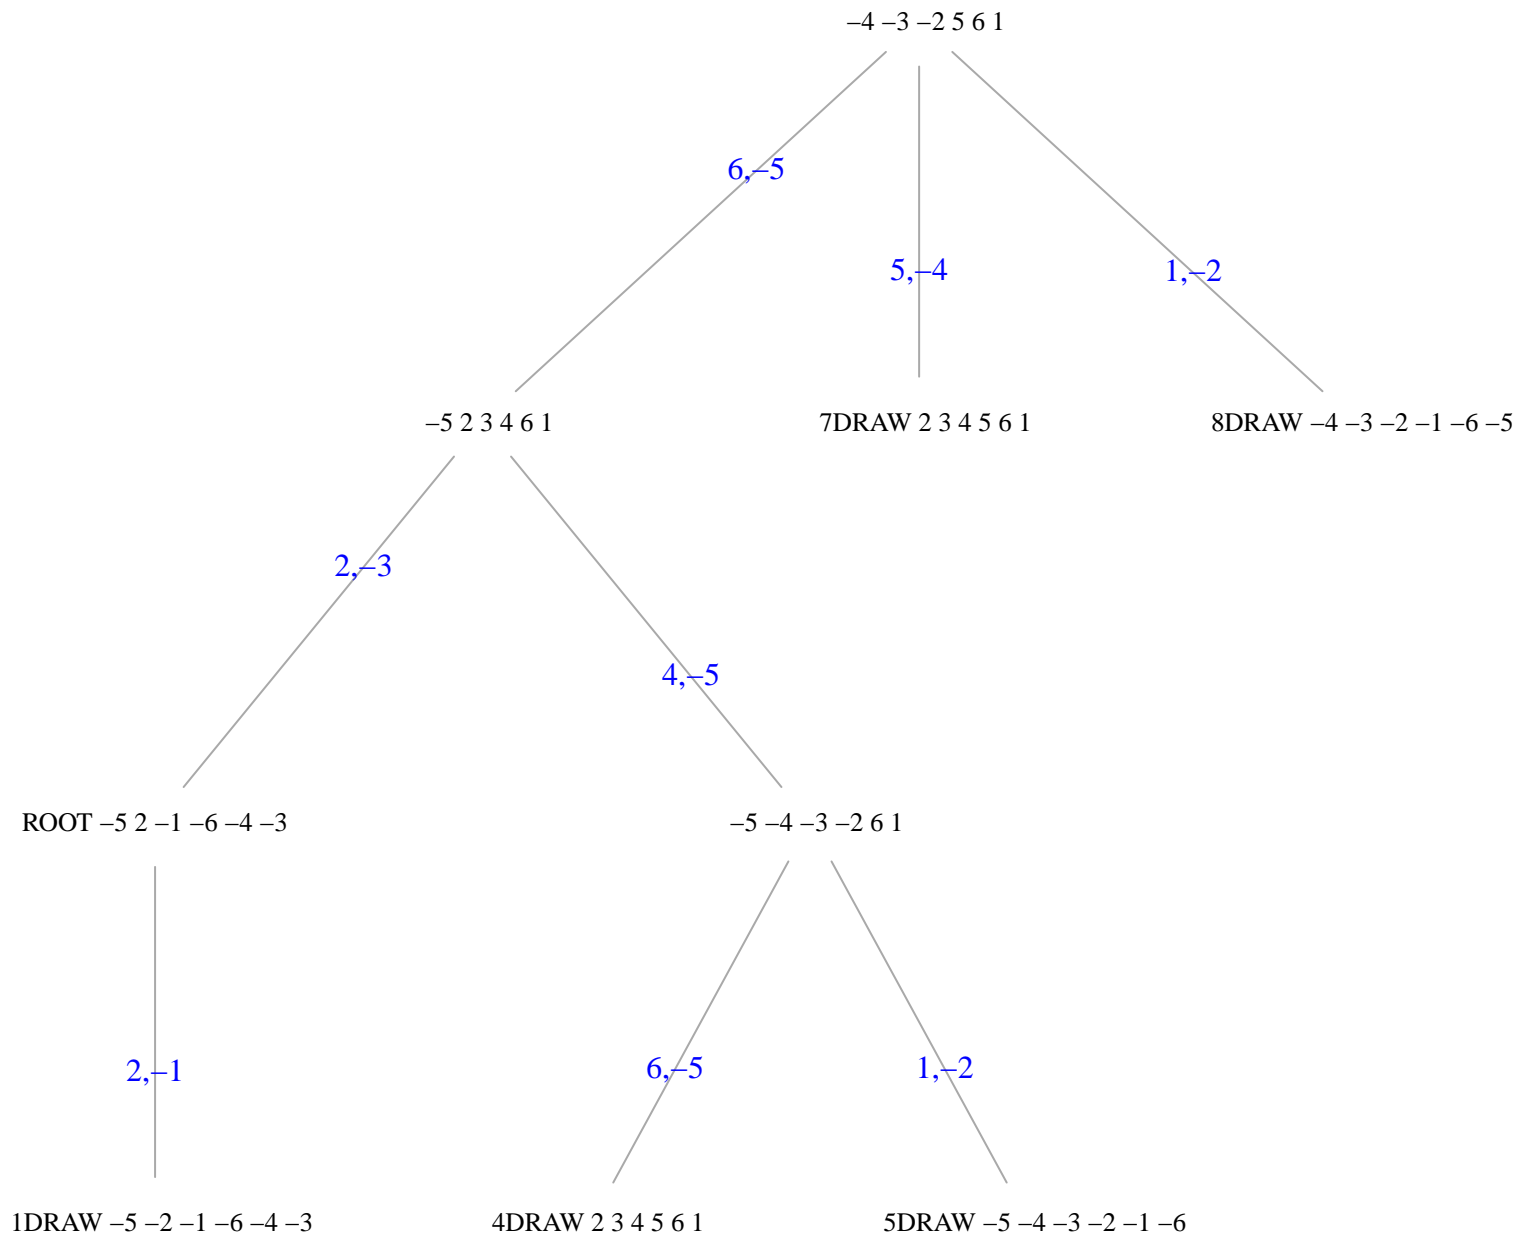 –4 –3 –2 5 6 1
6,–5
5,–4
1,–2
–5 2 3 4 6 1
7DRAW 2 3 4 5 6 1
8DRAW –4 –3 –2 –1 –6 –5
2,–3
4,–5
ROOT –5 2 –1 –6 –4 –3
–5 –4 –3 –2 6 1
2,–1
6,–5
1,–2
1DRAW –5 –2 –1 –6 –4 –3
4DRAW 2 3 4 5 6 1
5DRAW –5 –4 –3 –2 –1 –6